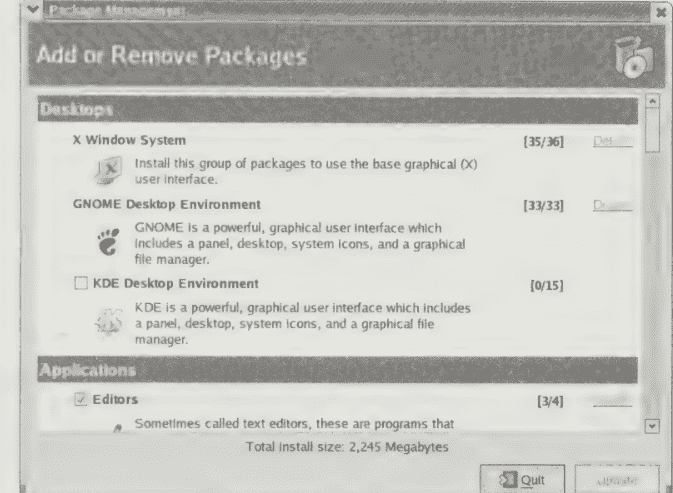 Package Management
Add or Remove Packages
Desktops
X Window System [35/36]
Install this group of packages to use the base graphical (X)
user interface.
GNOME Desktop Environment [33/33]
GNOME is a powerful, graphical user interface which
includes a panel, desktop, system icons, and a graphical
file manager.
KDE Desktop Environment [0/15]
KDE is a powerful, graphical user interface which includes
a panel, desktop, system icons, and a graphical file
manager.
Applications
Editors [3/4]
Sometimes called text editors, these are programs that
Total install size: 2,245 Megabytes
Quit Update